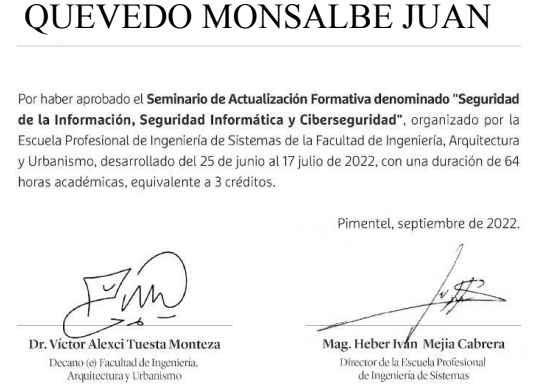 QUEVEDO MONSALBE JUAN
Por haber aprobado el Seminario de Actualización Formativa denominado "Seguridad
de la Información, Seguridad Informática y Ciberseguridad", organizado por la
Escuela Profesional de Ingeniería de Sistemas de la Facultad de Ingeniería, Arquitectura
y Urbanismo, desarrollado del 25 de junio al 17 julio de 2022, con una duración de 64
horas académicas, equivalente a 3 créditos.
Pimentel, septiembre de 2022.
Dr. Víctor Alexci Tuesta Monteza
Decano (e) Facultad de Ingeniería,
Arquitectura y Urbanismo
Mag. Heber Iván Mejia Cabrera
Director de la Escuela Profesional
de Ingeniería de Sistemas